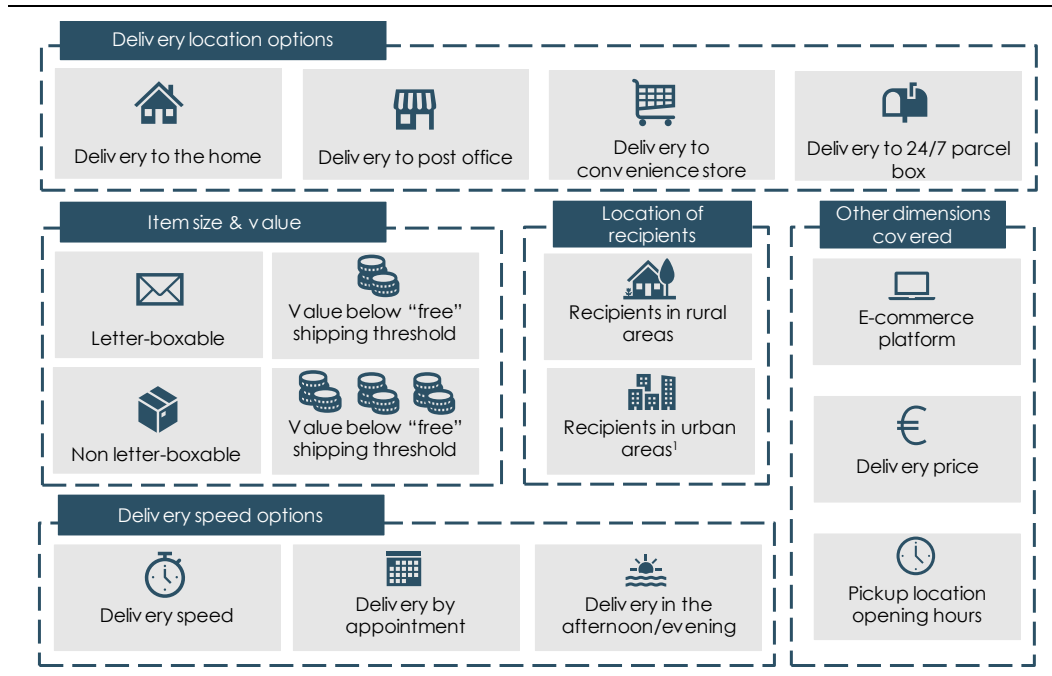 Delivery location options
Delivery to the home
Delivery to post office
Delivery to
convenience store
Delivery to 24/7 parcel
box
Item size & value
Letter-boxable
Value below “free”
shipping threshold
Non letter-boxable
Value below “free”
shipping threshold
Location of
recipients
Recipients in rural
areas
Recipients in urban
areas¹
Other dimensions
covered
E-commerce
platform
€
Delivery price
Pickup location
opening hours
Delivery speed options
Delivery speed
Delivery by
appointment
Delivery in the
afternoon/evening